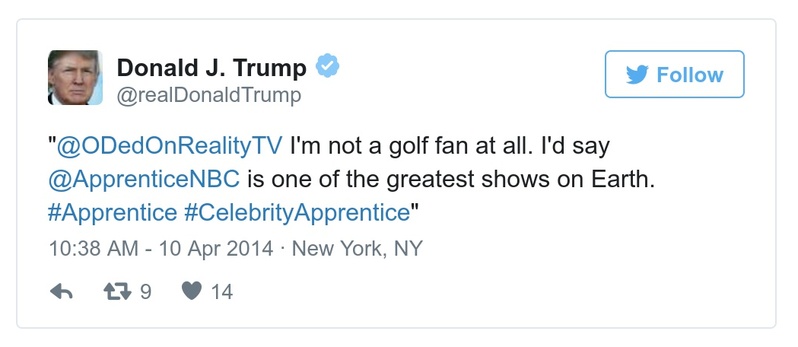 Donald J. Trump
@realDonaldTrump
Follow
"@ODedOnRealityTV I'm not a golf fan at all. I'd say
@ApprenticeNBC is one of the greatest shows on Earth.
#Apprentice #CelebrityApprentice"
10:38 AM - 10 Apr 2014 · New York, NY
9 14